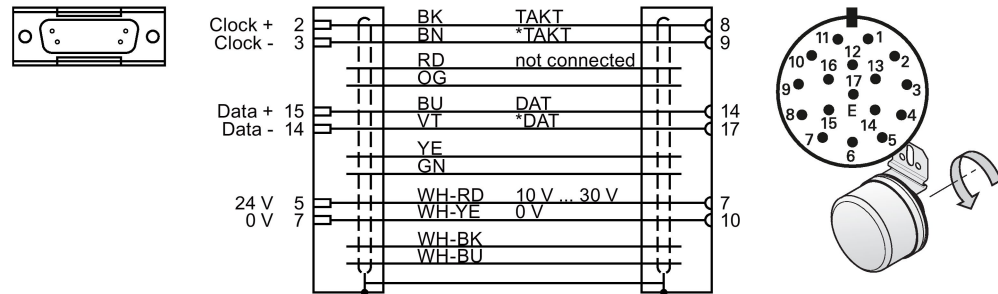 Clock + 2 BK TAKT 8
Clock - 3 BN *TAKT 9
RD not connected
OG
Data + 15 BU DAT 14
Data - 14 VT *DAT 17
YE
GN
24 V 5 WH-RD 10 V ... 30 V 7
0 V 7 WH-YE 0 V 10
WH-BK
WH-BU
11 1
10 12 2
16 13
9 17 3
8 E 4
15 14
7 5
6